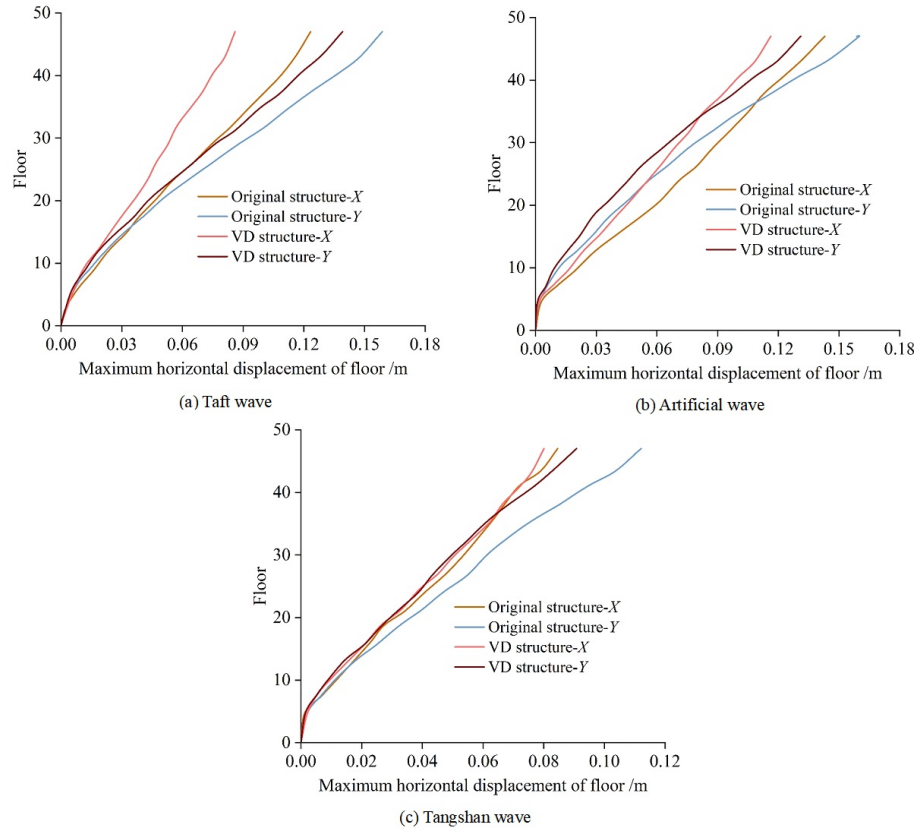 50
40
30
20
10
0
Floor
Original structure-X
Original structure-Y
VD structure-X
VD structure-Y
0.00 0.03 0.06 0.09 0.12 0.15 0.18
Maximum horizontal displacement of floor /m
(a) Taft wave
50
40
30
20
10
0
Floor
Original structure-X
Original structure-Y
VD structure-X
VD structure-Y
0.00 0.03 0.06 0.09 0.12 0.15 0.18
Maximum horizontal displacement of floor /m
(b) Artificial wave
50
40
30
20
10
0
Floor
Original structure-X
Original structure-Y
VD structure-X
VD structure-Y
0.00 0.02 0.04 0.06 0.08 0.10 0.12
Maximum horizontal displacement of floor /m
(c) Tangshan wave